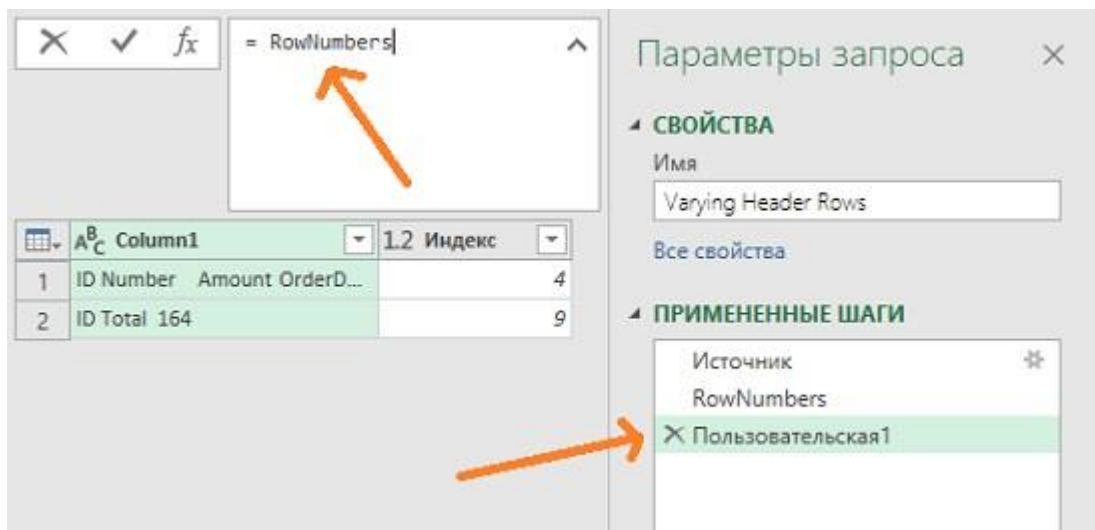 fx = RowNumbers
ABC Column1 1.2 Индекс
1 ID Number Amount OrderD... 4
2 ID Total 164 9
Параметры запроса
СВОЙСТВА
Имя
Varying Header Rows
Все свойства
ПРИМЕНЕННЫЕ ШАГИ
Источник
RowNumbers
Пользовательская1